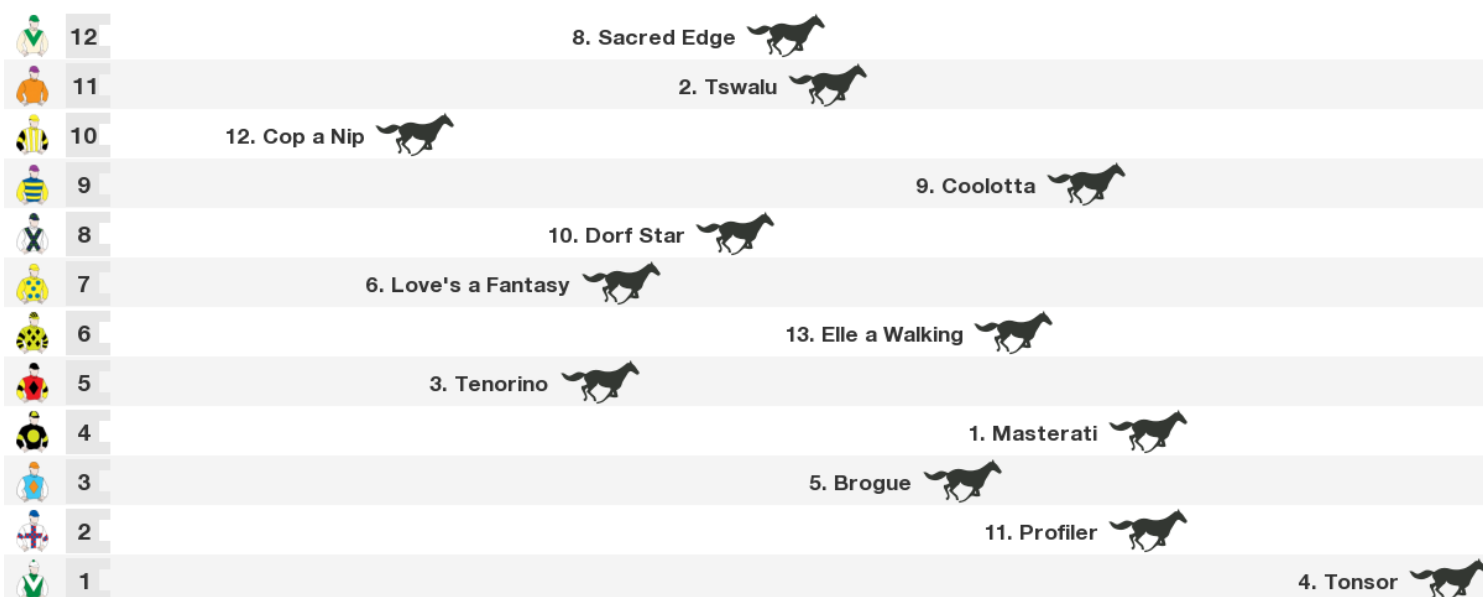 12 8. Sacred Edge
11 2. Tswalu
10 12. Cop a Nip
9 9. Coolotta
8 10. Dorf Star
7 6. Love's a Fantasy
6 13. Elle a Walking
5 3. Tenorino
4 1. Masterati
3 5. Brogue
2 11. Profiler
1 4. Tonsor